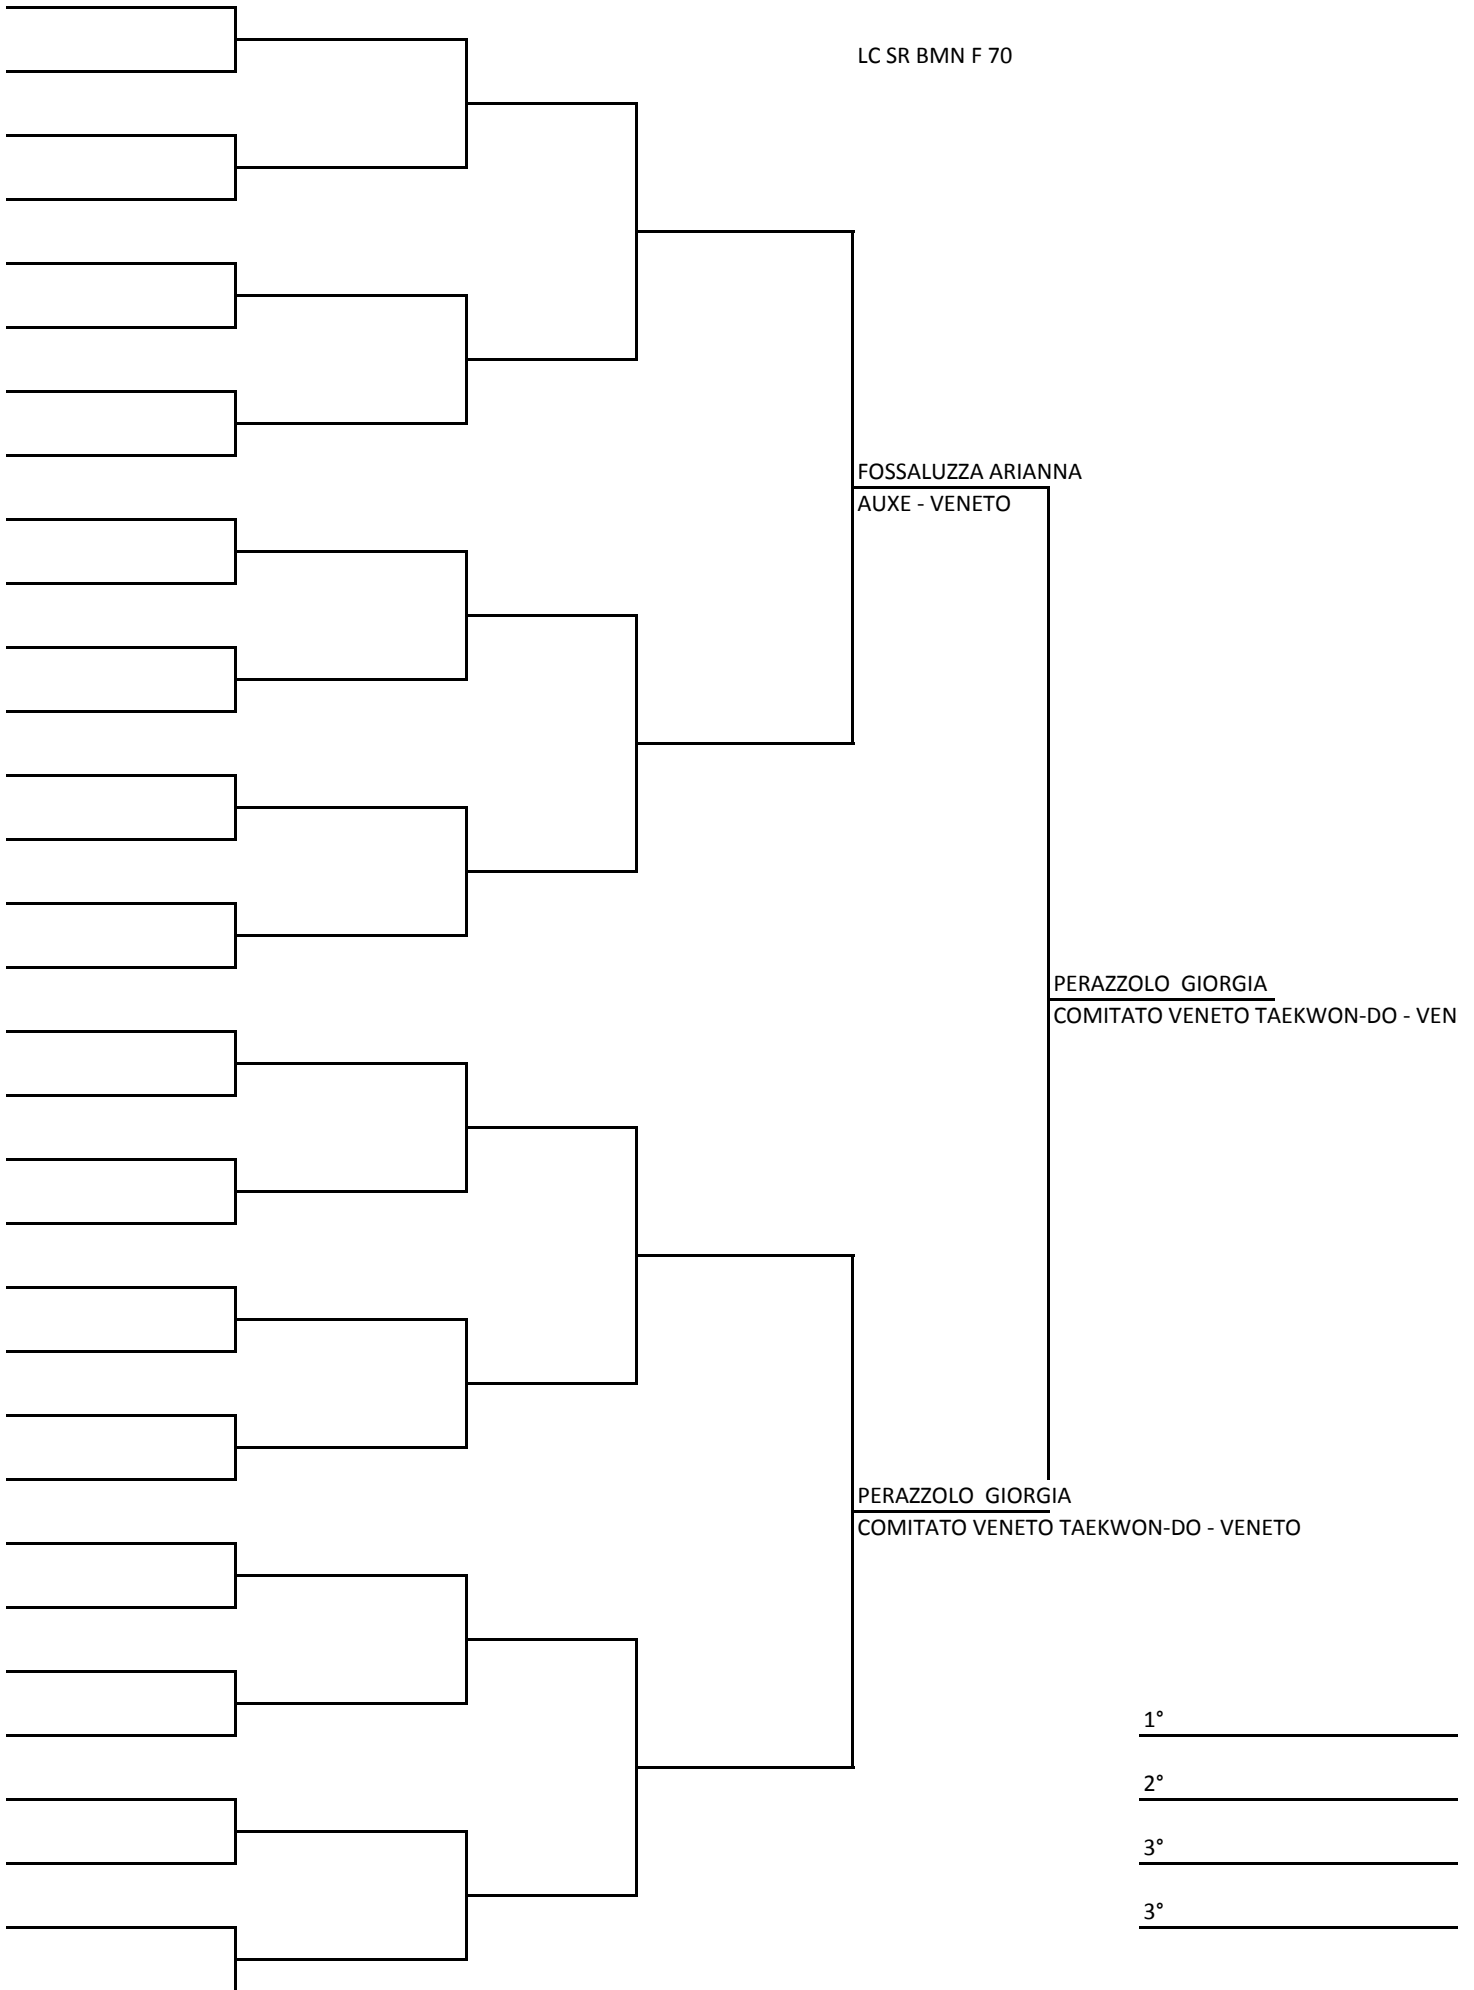 LC SR BMN F 70
FOSSALUZZA ARIANNA
AUXE - VENETO
PERAZZOLO  GIORGIA
COMITATO VENETO TAEKWON-DO - VEN
PERAZZOLO  GIORGIA
COMITATO VENETO TAEKWON-DO - VENETO
1°
2°
3°
3°